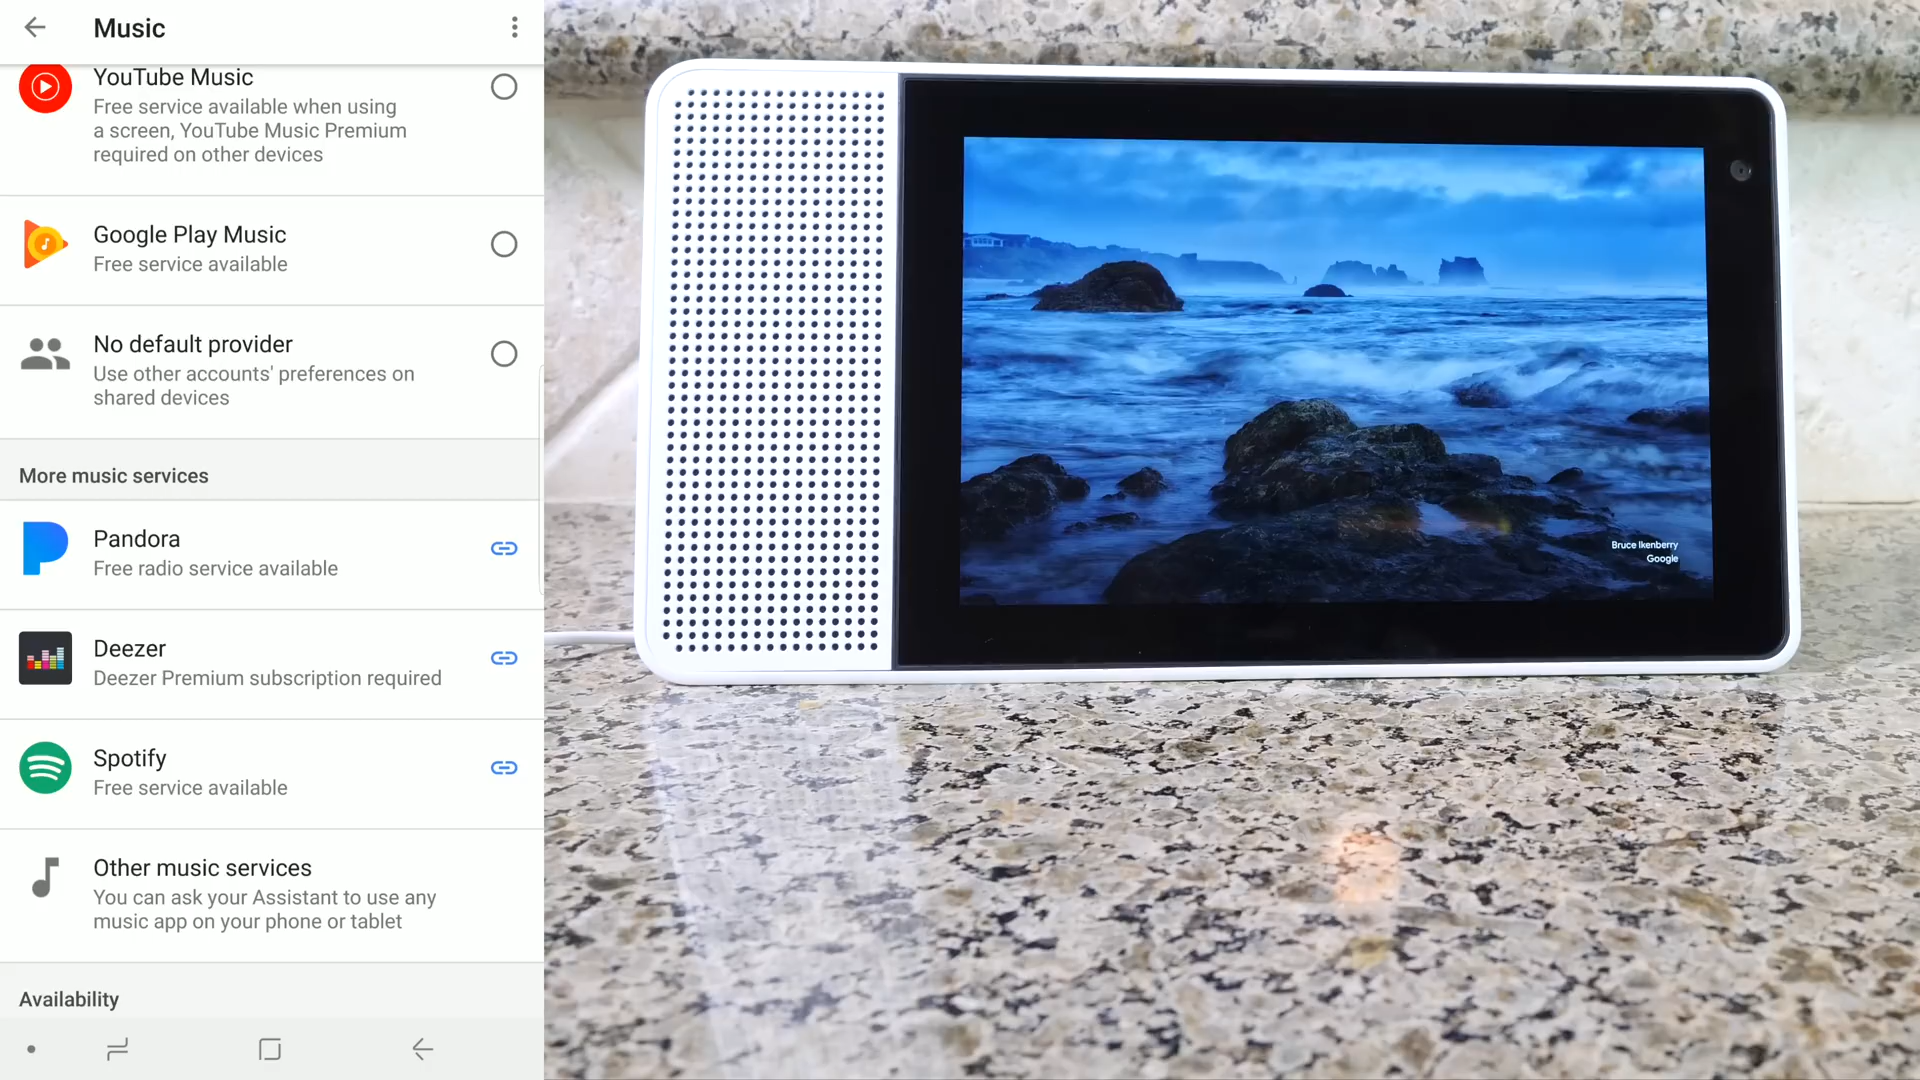 Music
YouTube Music
Free service available when using
a screen, YouTube Music Premium
required on other devices
Google Play Music
Free service available
No default provider
Use other accounts' preferences on
shared devices
More music services
Pandora
Free radio service available
Deezer
Deezer Premium subscription required
Spotify
Free service available
Other music services
You can ask your Assistant to use any
music app on your phone or tablet
Availability
Bruce Ikenberry
Google